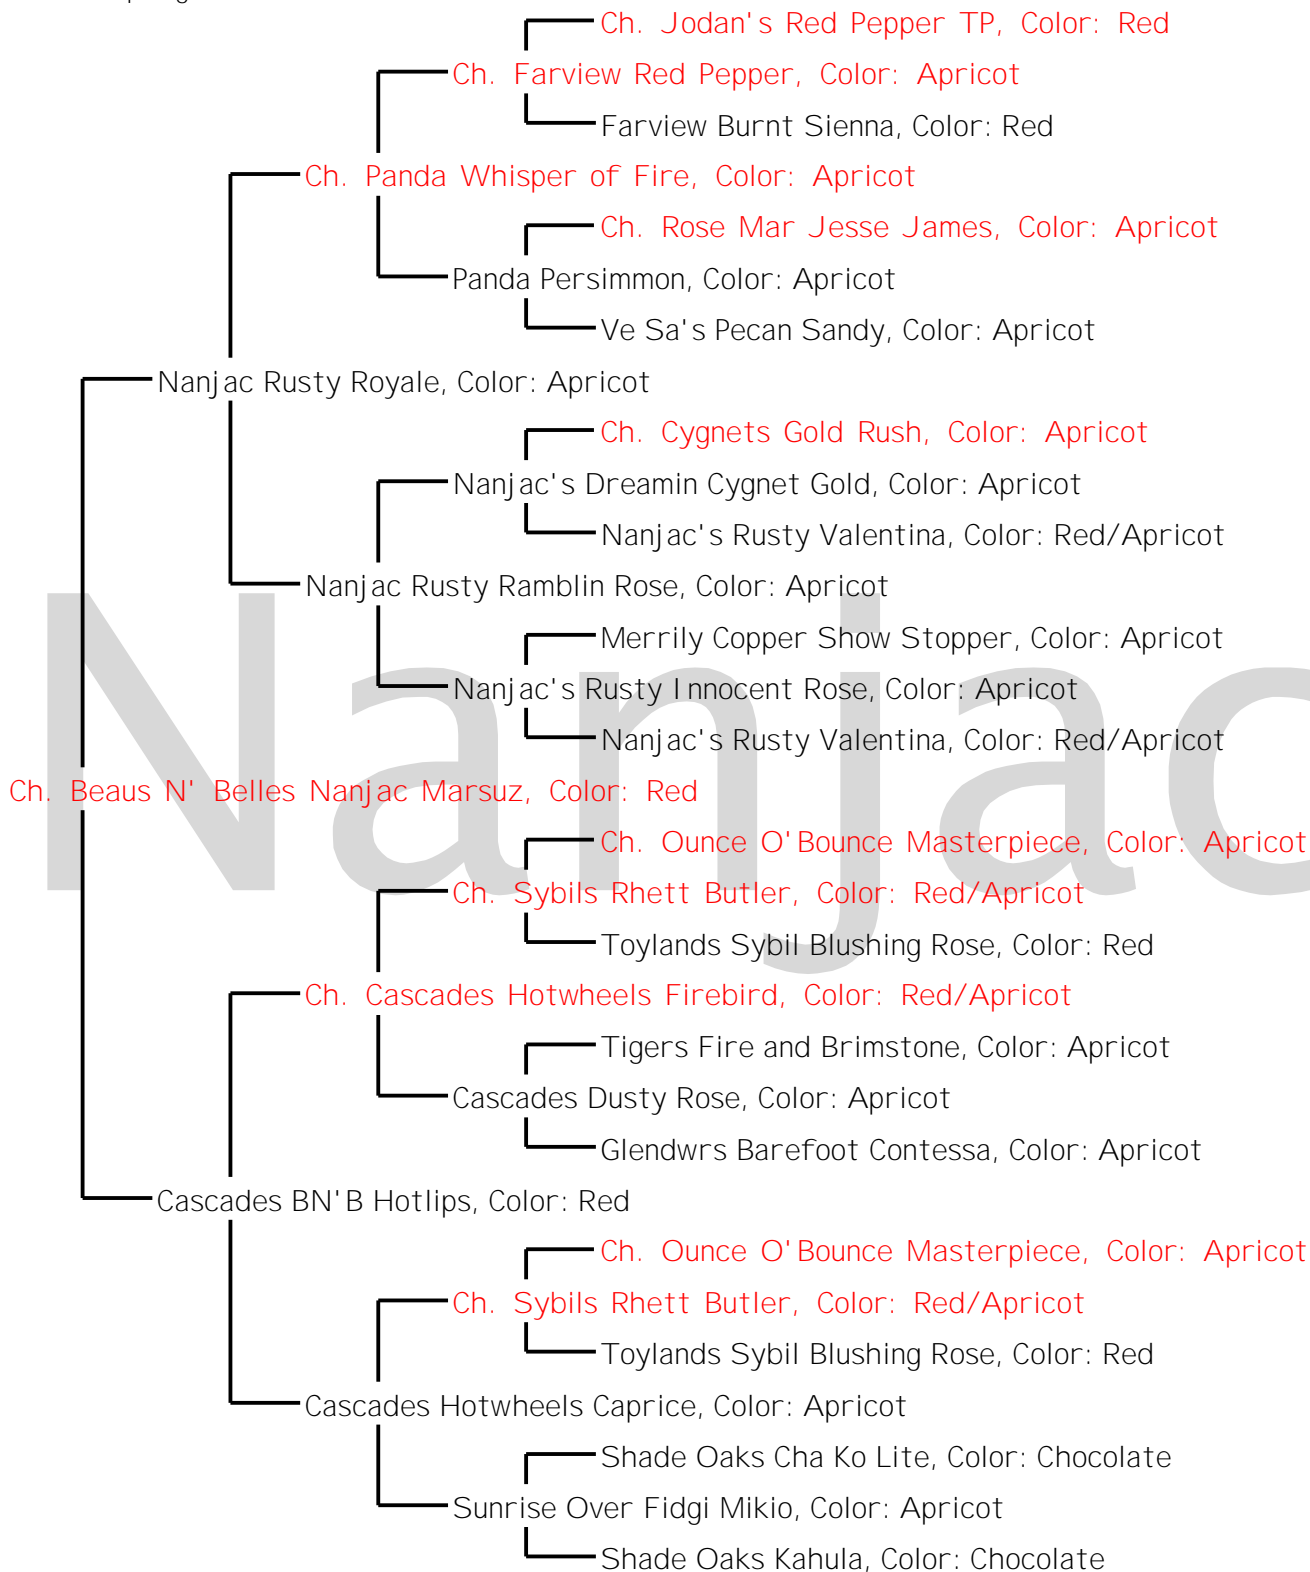 Ch. Jodan's Red Pepper TP, Color: Red
Ch. Farview Red Pepper, Color: Apricot
Farview Burnt Sienna, Color: Red
Ch. Panda Whisper of Fire, Color: Apricot
Ch. Rose Mar Jesse James, Color: Apricot
Panda Persimmon, Color: Apricot
Ve Sa's Pecan Sandy, Color: Apricot
Nanjac Rusty Royale, Color: Apricot
Ch. Cygnets Gold Rush, Color: Apricot
Nanjac's Dreamin Cygnet Gold, Color: Apricot
Nanjac's Rusty Valentina, Color: Red/Apricot
Nanjac Rusty Ramblin Rose, Color: Apricot
Merrily Copper Show Stopper, Color: Apricot
Nanjac's Rusty Innocent Rose, Color: Apricot
Nanjac's Rusty Valentina, Color: Red/Apricot
Nanjac
Ch. Beaus N' Belles Nanjac Marsuz, Color: Red
Ch. Ounce O'Bounce Masterpiece, Color: Apricot
Ch. Sybils Rhett Butler, Color: Red/Apricot
Toylands Sybil Blushing Rose, Color: Red
Ch. Cascades Hotwheels Firebird, Color: Red/Apricot
Tigers Fire and Brimstone, Color: Apricot
Cascades Dusty Rose, Color: Apricot
Glendwrs Barefoot Contessa, Color: Apricot
Cascades BN'B Hotlips, Color: Red
Ch. Ounce O'Bounce Masterpiece, Color: Apricot
Ch. Sybils Rhett Butler, Color: Red/Apricot
Toylands Sybil Blushing Rose, Color: Red
Cascades Hotwheels Caprice, Color: Apricot
Shade Oaks Cha Ko Lite, Color: Chocolate
Sunrise Over Fidgi Mikio, Color: Apricot
Shade Oaks Kahula, Color: Chocolate